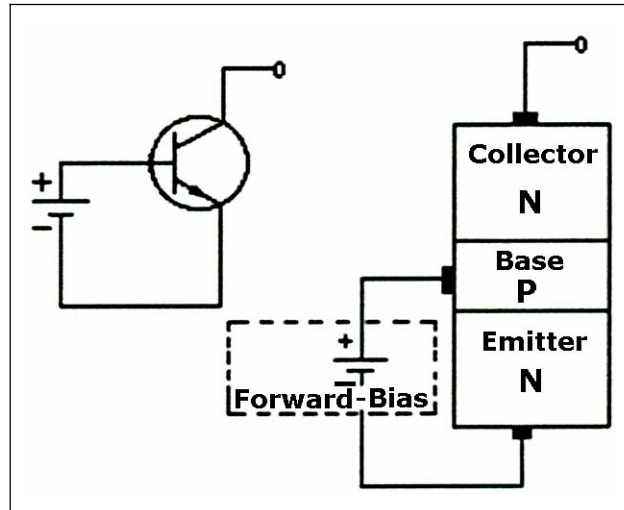 +
-
Collector
N
Base
P
Emitter
N
+
-
Forward-Bias